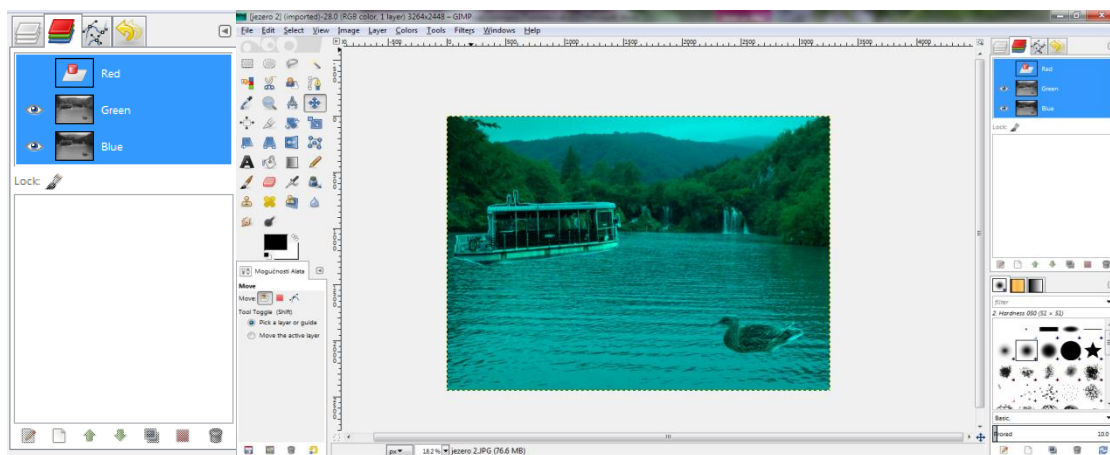 Red
Green
Blue
Lock:
[jezero 2] (imported)-28.0 (RGB color, 1 layer) 3264x2448 – GIMP
File Edit Select View Image Layer Colors Tools Filters Windows Help
Mogućnosti Alata
Move
Move:
Tool Toggle (Shift)
Pick a layer or guide
Move the active layer
px 18.2% jezero 2.JPG (76.6 MB)
Red
Green
Blue
Lock:
filter
2. Hardness 050 (51 × 51)
Basic,
10.0